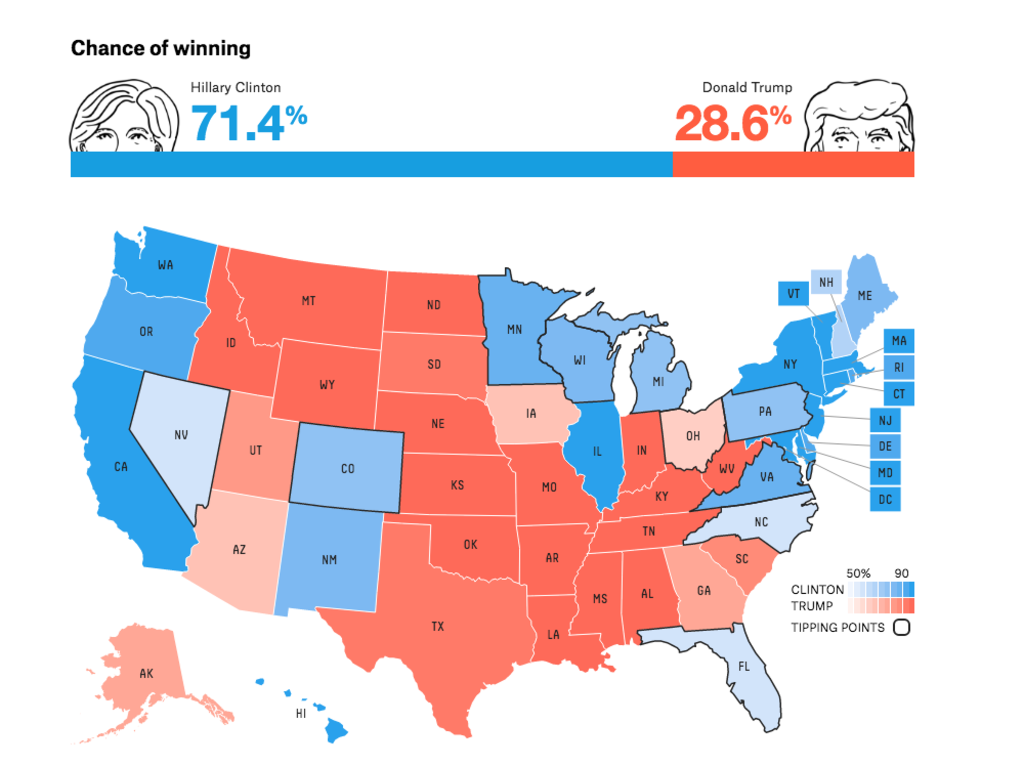 Chance of winning
Hillary Clinton
71.4%
Donald Trump
28.6%
WA
MT
ND
MN
VT
NH
ME
OR
ID
SD
WI
MI
NY
MA
RI
CT
WY
IA
NE
PA
NJ
NV
UT
CO
IL
IN
OH
DE
CA
KS
MO
WV
VA
MD
KY
DC
NC
AZ
NM
OK
TN
AR
SC
MS
AL
GA
TX
LA
50% 90
CLINTON
TRUMP
TIPPING POINTS
FL
AK
HI